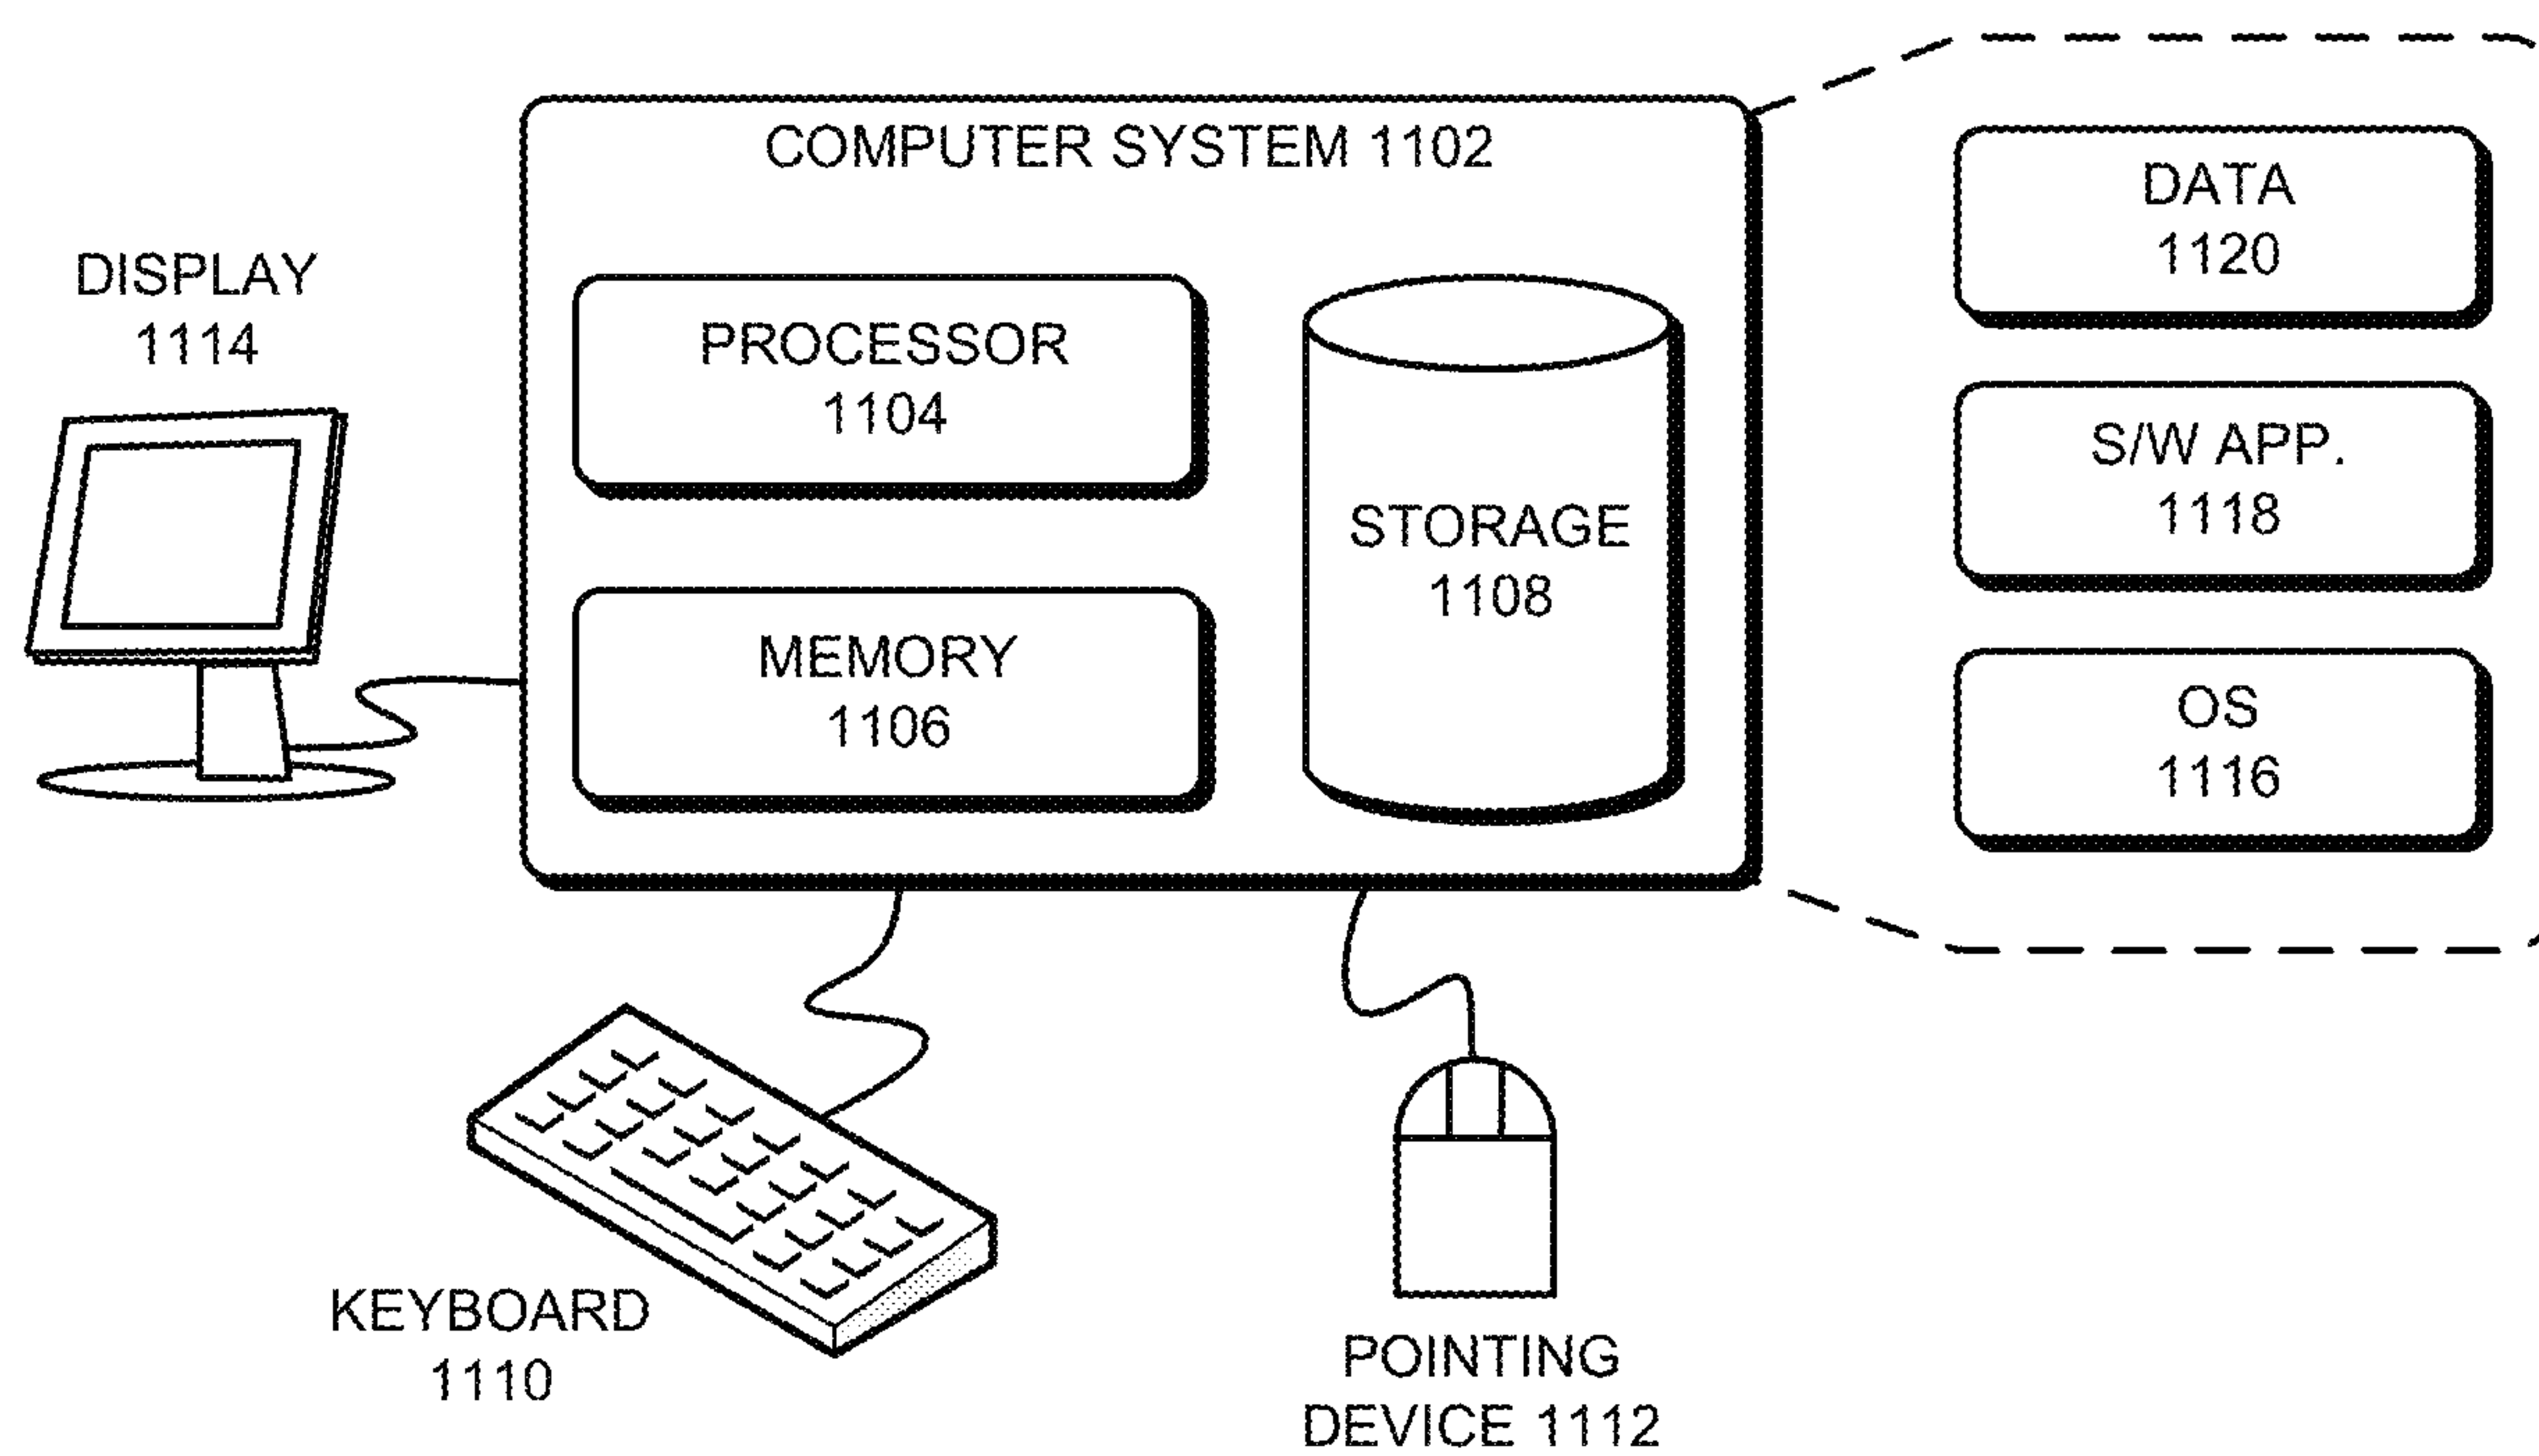 COMPUTER SYSTEM 1102
DISPLAY
1114
PROCESSOR
1104
MEMORY
1106
STORAGE
1108
DATA
1120
S/W APP.
1118
OS
1116
KEYBOARD
1110
POINTING
DEVICE 1112